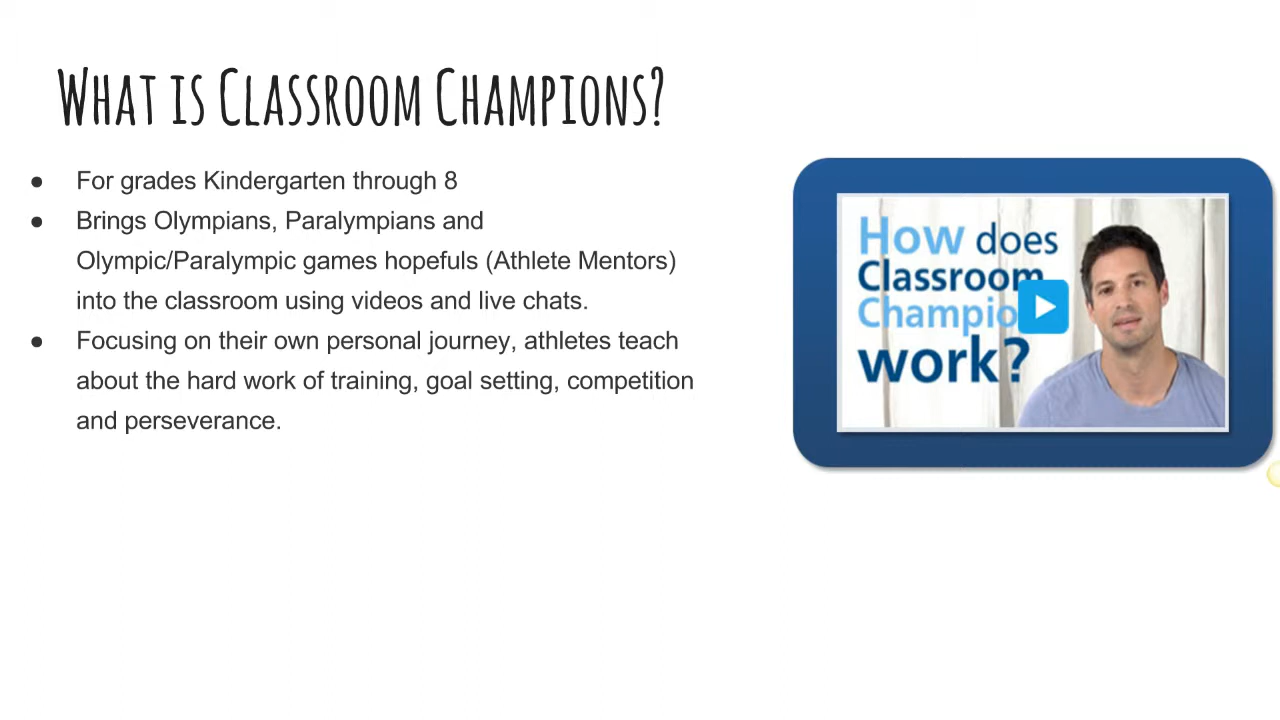 What is Classroom Champions?
● For grades Kindergarten through 8
● Brings Olympians, Paralympians and
Olympic/Paralympic games hopefuls (Athlete Mentors)
into the classroom using videos and live chats.
● Focusing on their own personal journey, athletes teach
about the hard work of training, goal setting, competition
and perseverance.
How does
Classroom
Champio
work?